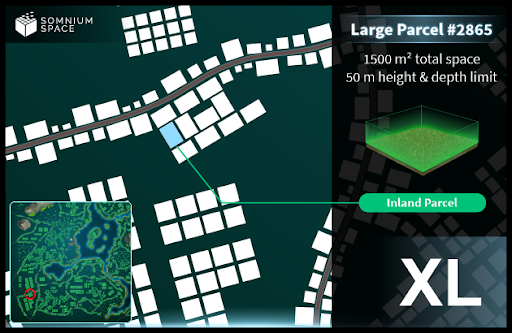 SOMNIUM
SPACE
Large Parcel #2865
1500 m² total space
50 m height & depth limit
Inland Parcel
XL